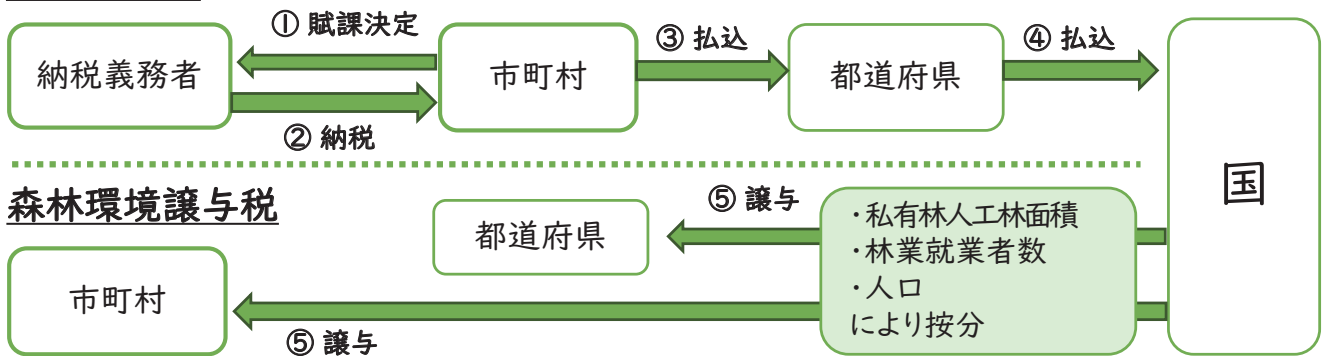 ① 賦課決定
③ 払込
④ 払込
納税義務者
市町村
都道府県
② 納税
国
森林環境譲与税
⑤ 譲与
都道府県
・私有林人工林面積
・林業就業者数
・人口
により按分
市町村
⑤ 譲与